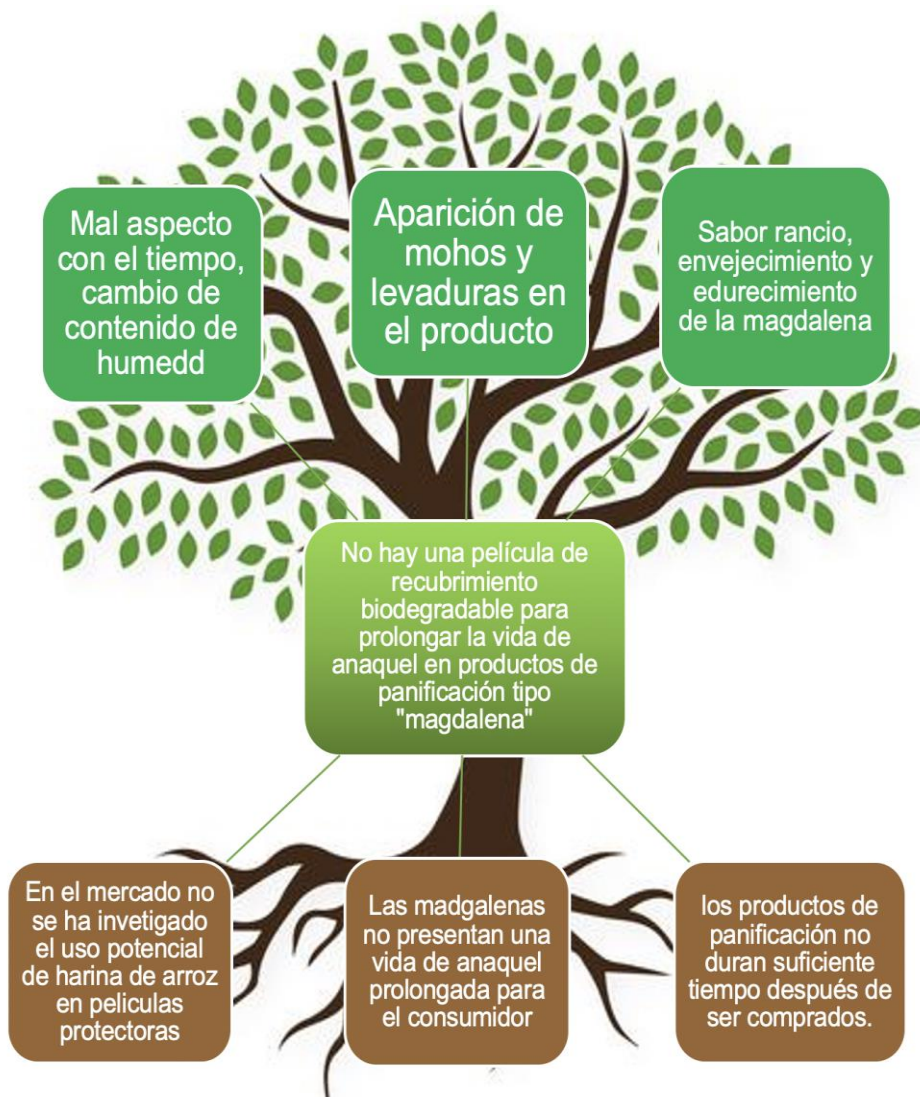 Mal aspecto
con el tiempo,
cambio de
contenido de
humedd
Aparición de
mohos y
levaduras en
el producto
Sabor rancio,
envejecimiento y
edurecimiento
de la magdalena
No hay una película de
recubrimiento
biodegradable para
prolongar la vida de
anaquel en productos de
panificación tipo
"magdalena"
En el mercado no
se ha invetigado
el uso potencial
de harina de arroz
en peliculas
protectoras
Las madgalenas
no presentan una
vida de anaquel
prolongada para
el consumidor
los productos de
panificación no
duran suficiente
tiempo después de
ser comprados.